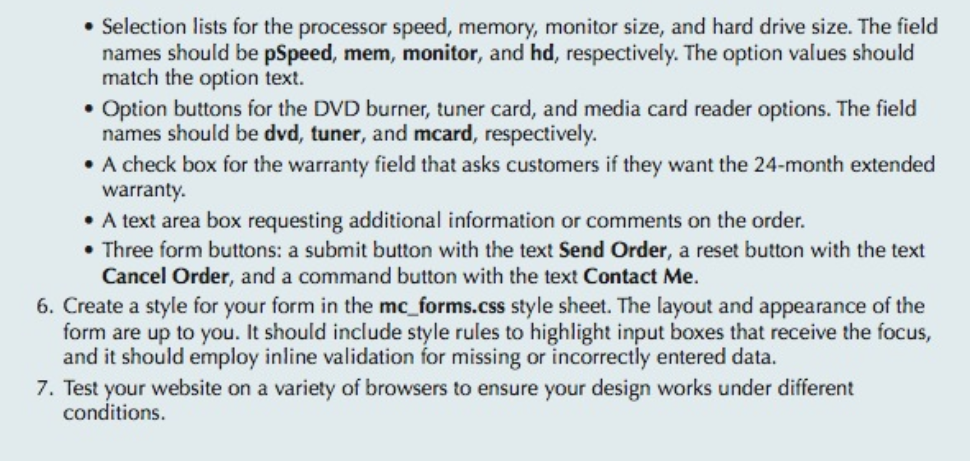 • Selection lists for the processor speed, memory, monitor size, and hard drive size. The field
names should be pSpeed, mem, monitor, and hd, respectively. The option values should
match the option text.
• Option buttons for the DVD burner, tuner card, and media card reader options. The field
names should be dvd, tuner, and mcard, respectively.
• A check box for the warranty field that asks customers if they want the 24-month extended
warranty.
• A text area box requesting additional information or comments on the order.
• Three form buttons: a submit button with the text Send Order, a reset button with the text
Cancel Order, and a command button with the text Contact Me.
6. Create a style for your form in the mc_forms.css style sheet. The layout and appearance of the
form are up to you. It should include style rules to highlight input boxes that receive the focus,
and it should employ inline validation for missing or incorrectly entered data.
7. Test your website on a variety of browsers to ensure your design works under different
conditions.